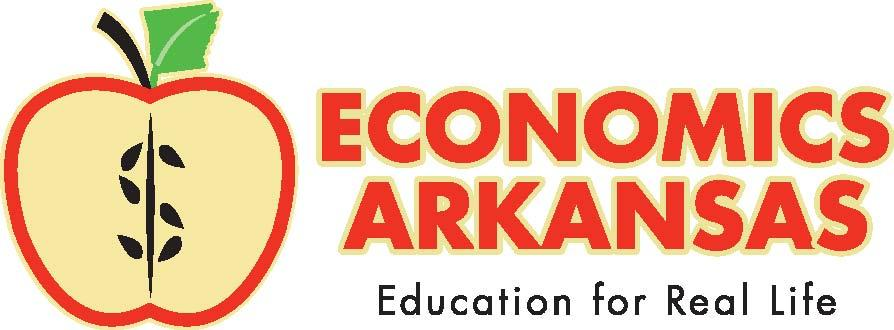 ECONOMICS
ARKANSAS
Education for Real Life